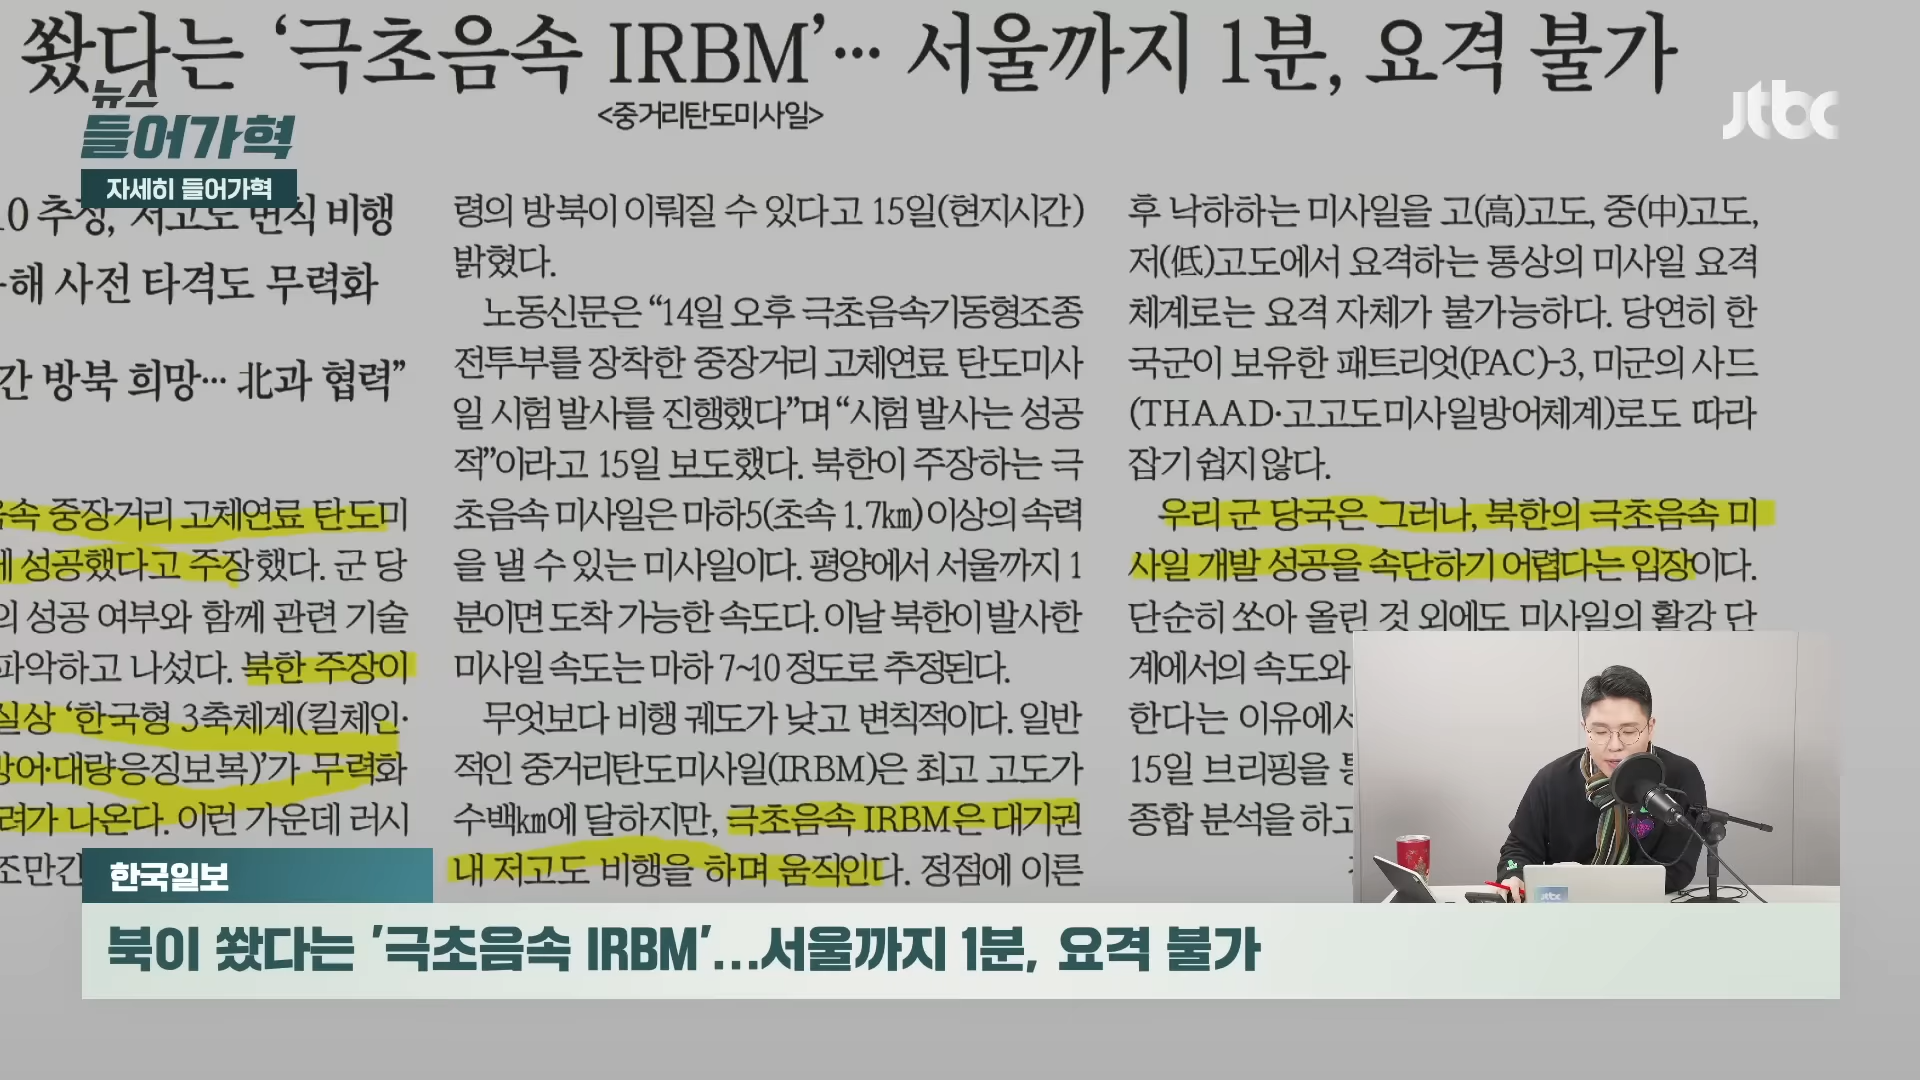 쐈다는 ‘극초음속 IRBM’… 서울까지 1분, 요격 불가
<중거리탄도미사일>
뉴스
들어가혁
자세히 들어가혁
jtbc
10 추정, 저고도 변칙 비행
해 사전 타격도 무력화
간 방북 희망… 北과 협력”
속 중장거리 고체연료 탄도미
성공했다고 주장했다. 군 당
의 성공 여부와 함께 관련 기술
파악하고 나섰다. 북한 주장이
실상 ‘한국형 3축체계(킬체인·
방어·대량응징보복)’가 무력화
려가 나온다. 이런 가운데 러시
조만간
령의 방북이 이뤄질 수 있다고 15일(현지시간)
밝혔다.
노동신문은 “14일 오후 극초음속기동형조종
전투부를 장착한 중장거리 고체연료 탄도미사
일 시험 발사를 진행했다”며 “시험 발사는 성공
적”이라고 15일 보도했다. 북한이 주장하는 극
초음속 미사일은 마하5(초속 1.7㎞) 이상의 속력
을 낼 수 있는 미사일이다. 평양에서 서울까지 1
분이면 도착 가능한 속도다. 이날 북한이 발사한
미사일 속도는 마하 7~10 정도로 추정된다.
무엇보다 비행 궤도가 낮고 변칙적이다. 일반
적인 중거리탄도미사일(IRBM)은 최고 고도가
수백㎞에 달하지만, 극초음속 IRBM은 대기권
내 저고도 비행을 하며 움직인다. 정점에 이른
후 낙하하는 미사일을 고(高)고도, 중(中)고도,
저(低)고도에서 요격하는 통상의 미사일 요격
체계로는 요격 자체가 불가능하다. 당연히 한
국군이 보유한 패트리엇(PAC)-3, 미군의 사드
(THAAD·고고도미사일방어체계)로도 따라
잡기 쉽지 않다.
우리 군 당국은 그러나, 북한의 극초음속 미
사일 개발 성공을 속단하기 어렵다는 입장이다.
단순히 쏘아 올린 것 외에도 미사일의 활강 단
계에서의 속도와
한다는 이유에서
15일 브리핑을
종합 분석을 하고
jtbc
한국일보
북이 쐈다는 '극초음속 IRBM'...서울까지 1분, 요격 불가